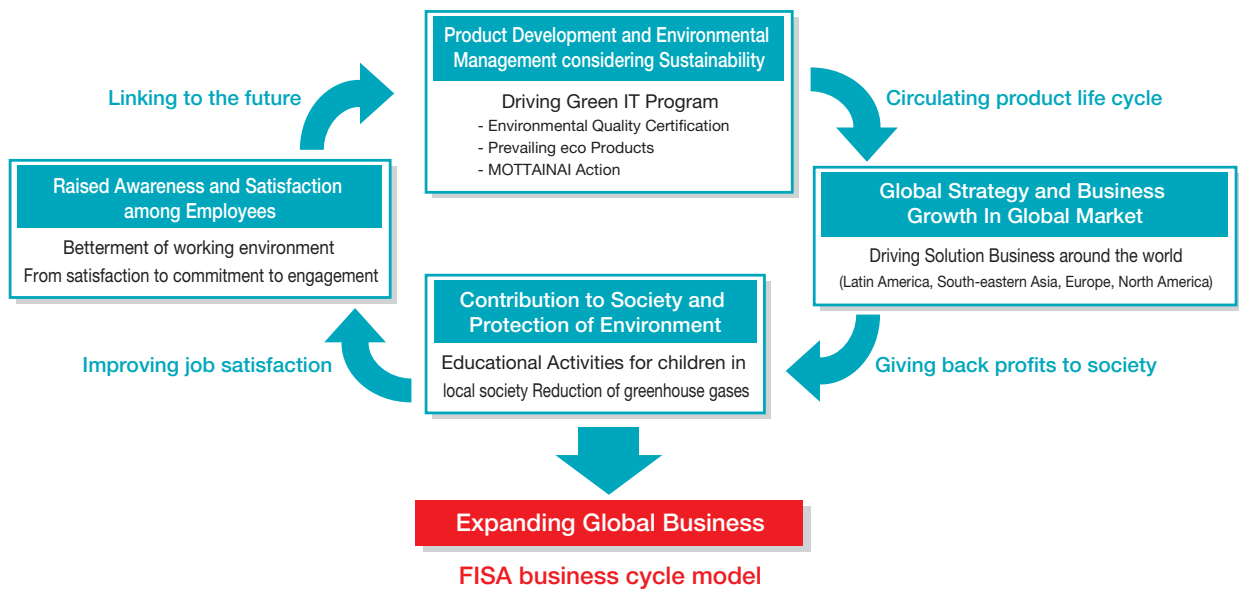 Product Development and Environmental
Management considering Sustainability
Driving Green IT Program
- Environmental Quality Certification
- Prevailing eco Products
- MOTTAINAI Action
Linking to the future
Circulating product life cycle
Raised Awareness and Satisfaction
among Employees
Betterment of working environment
From satisfaction to commitment to engagement
Global Strategy and Business
Growth In Global Market
Driving Solution Business around the world
(Latin America, South-eastern Asia, Europe, North America)
Contribution to Society and
Protection of Environment
Educational Activities for children in
local society Reduction of greenhouse gases
Improving job satisfaction
Giving back profits to society
Expanding Global Business
FISA business cycle model